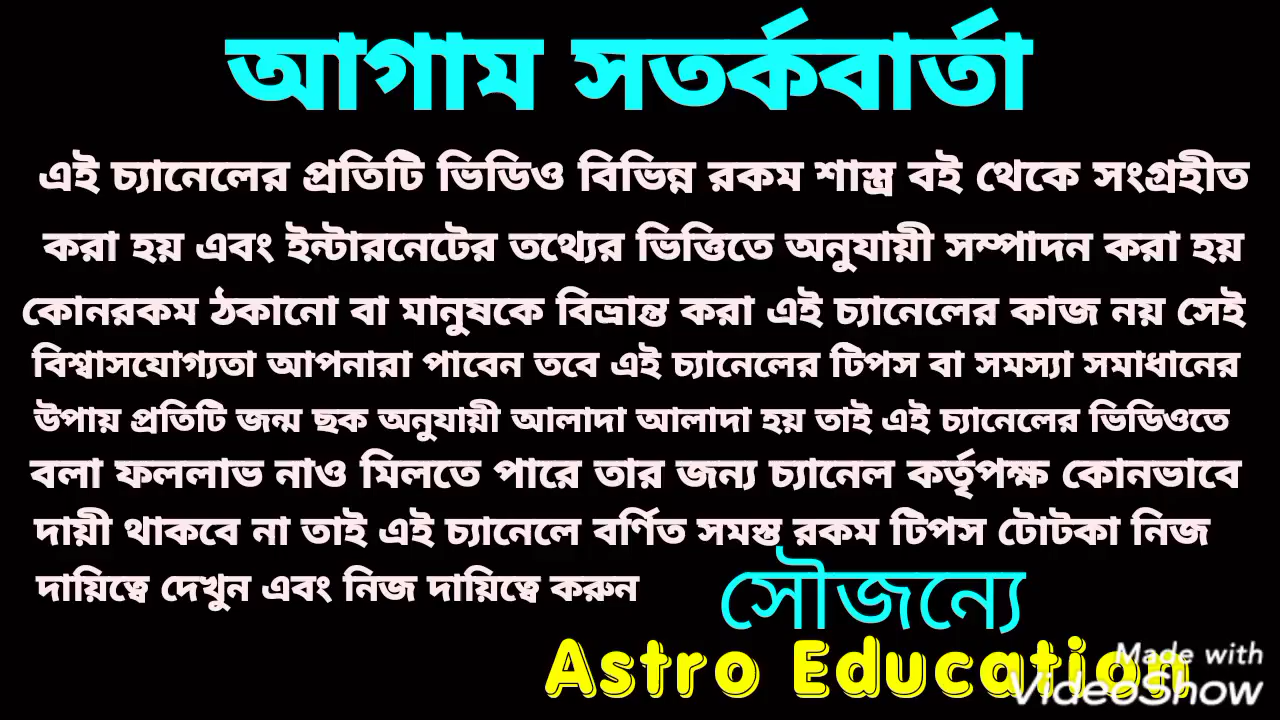 আগাম সতর্কবার্তা
এই চ্যানেলের প্রতিটি ভিডিও বিভিন্ন রকম শাস্ত্র বই থেকে সংগ্রহীত
করা হয় এবং ইন্টারনেটের তথ্যের ভিত্তিতে অনুযায়ী সম্পাদন করা হয়
কোনরকম ঠকানো বা মানুষকে বিভ্রান্ত করা এই চ্যানেলের কাজ নয় সেই
বিশ্বাসযোগ্যতা আপনারা পাবেন তবে এই চ্যানেলের টিপস বা সমস্যা সমাধানের
উপায় প্রতিটি জন্ম ছক অনুযায়ী আলাদা আলাদা হয় তাই এই চ্যানেলের ভিডিওতে
বলা ফললাভ নাও মিলতে পারে তার জন্য চ্যানেল কর্তৃপক্ষ কোনভাবে
দায়ী থাকবে না তাই এই চ্যানেলে বর্ণিত সমস্ত রকম টিপস টোটকা নিজ
দায়িত্বে দেখুন এবং নিজ দায়িত্বে করুন
সৌজন্যে
Astro Education
Made with
VideoShow